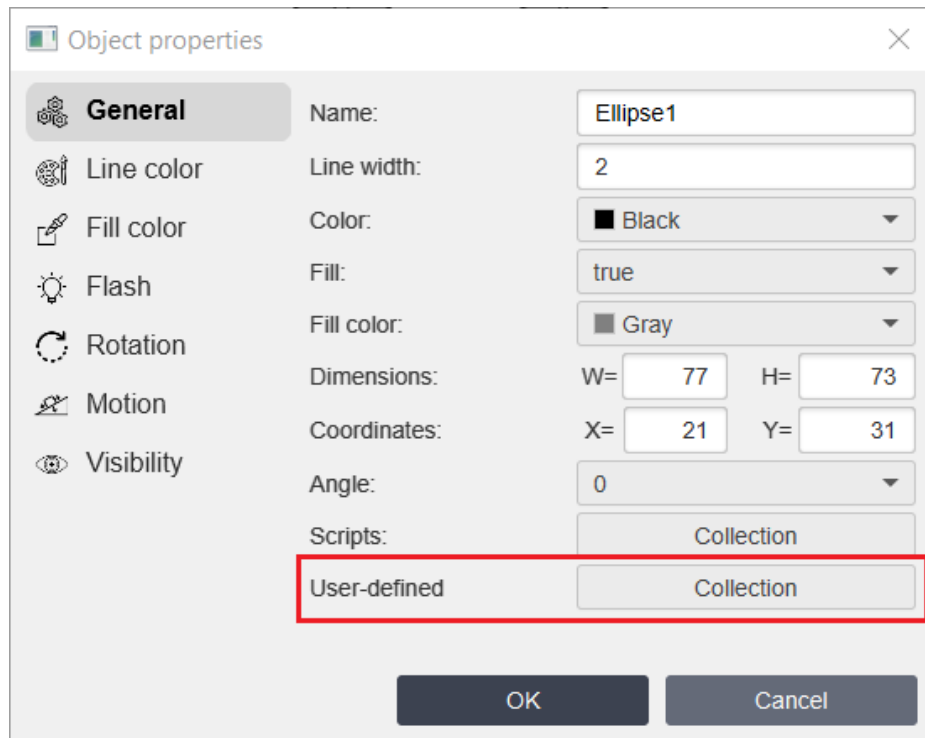 Object properties
General
Line color
Fill color
Flash
Rotation
Motion
Visibility
Name: Ellipse1
Line width: 2
Color: Black
Fill: true
Fill color: Gray
Dimensions: W= 77 H= 73
Coordinates: X= 21 Y= 31
Angle: 0
Scripts: Collection
User-defined Collection
OK Cancel